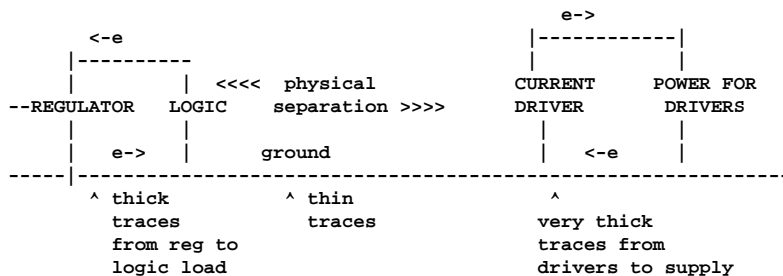 e->
<-e |------------|
|---------- | |
| | <<<< physical CURRENT POWER FOR
--REGULATOR LOGIC separation >>>> DRIVER DRIVERS
| | | |
| e-> | ground | <-e |
-----|------------------------------------------------------------------
^ thick ^ thin ^
traces traces very thick
from reg to traces from
logic load drivers to supply